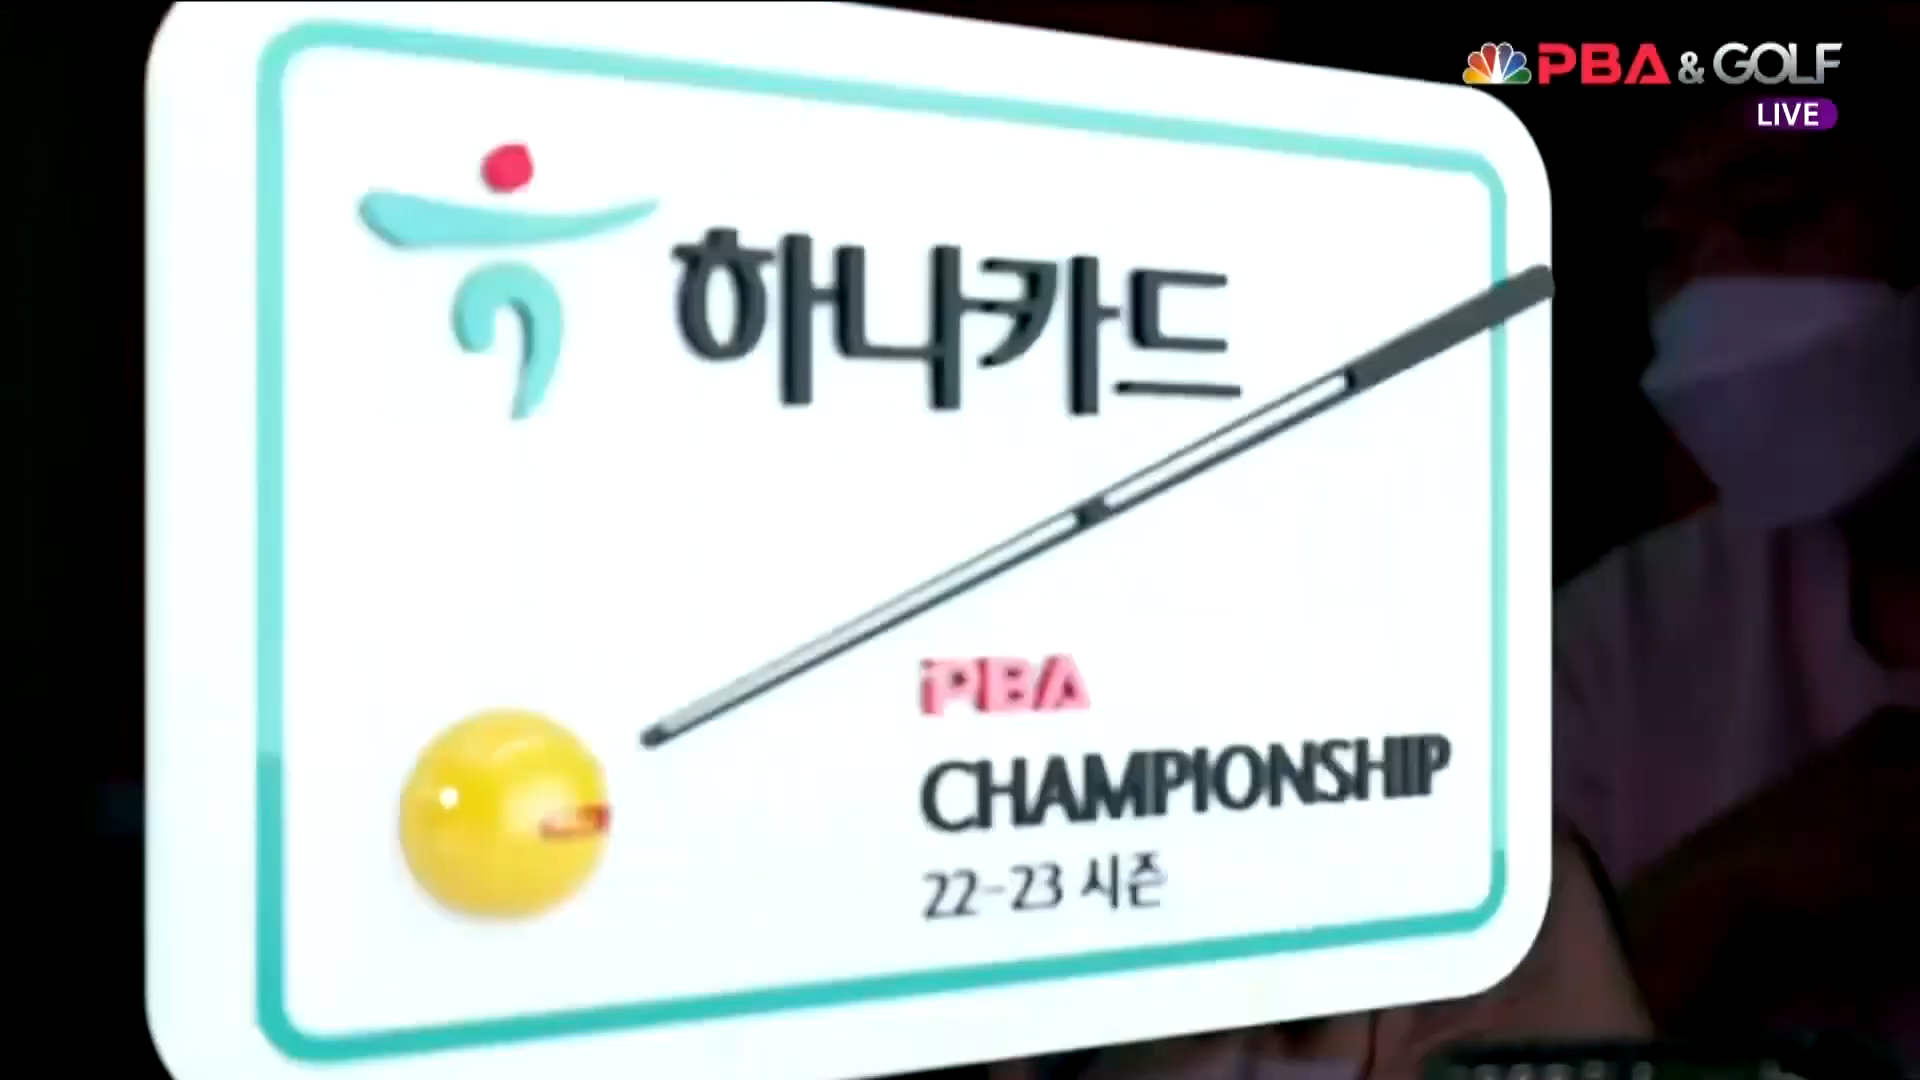 PBA & GOLF
LIVE
하나카드
PBA
CHAMPIONSHIP
22-23 시즌